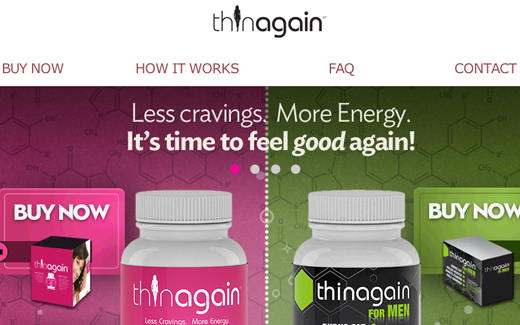 thinagain
BUY NOW
HOW IT WORKS
FAQ
CONTACT
Less cravings. More Energy.
It's time to feel good again!
BUY NOW
BUY NOW
thinagain
thinagain
thinagain
FOR MEN
thinagain
Less Cravings. More Energy.